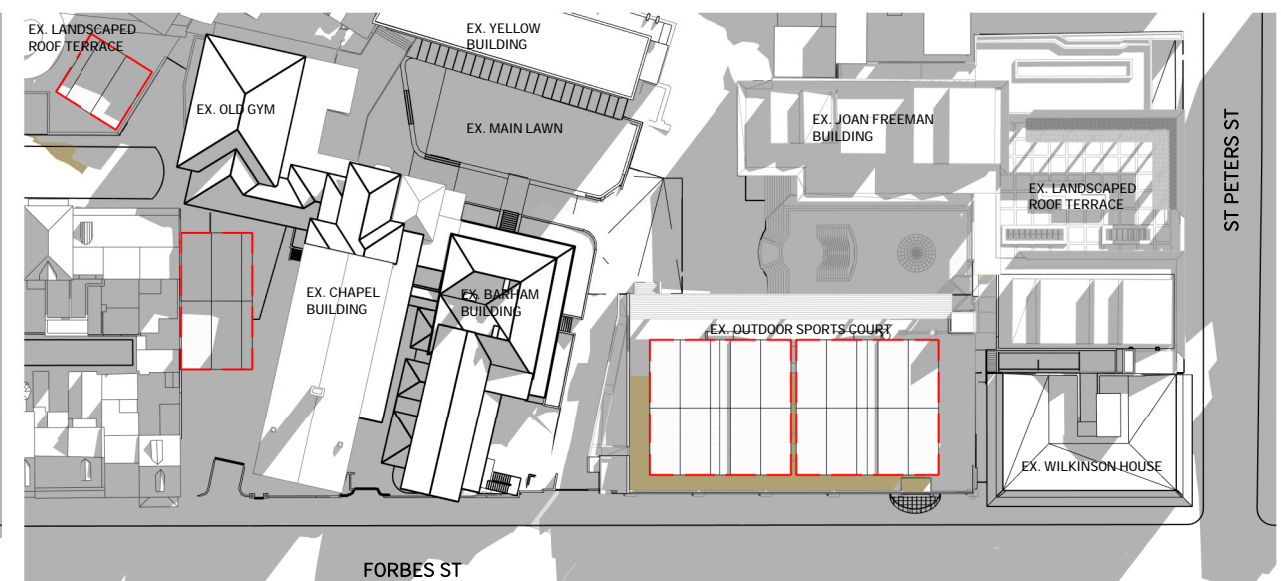 EX. LANDSCAPED
ROOF TERRACE
EX. YELLOW
BUILDING
EX. OLD GYM
EX. MAIN LAWN
EX. JOAN FREEMAN
BUILDING
ST PETERS ST
EX. LANDSCAPED
ROOF TERRACE
EX. CHAPEL
BUILDING
EX. BARHAM
BUILDING
EX. OUTDOOR SPORTS COURT
EX. WILKINSON HOUSE
FORBES ST